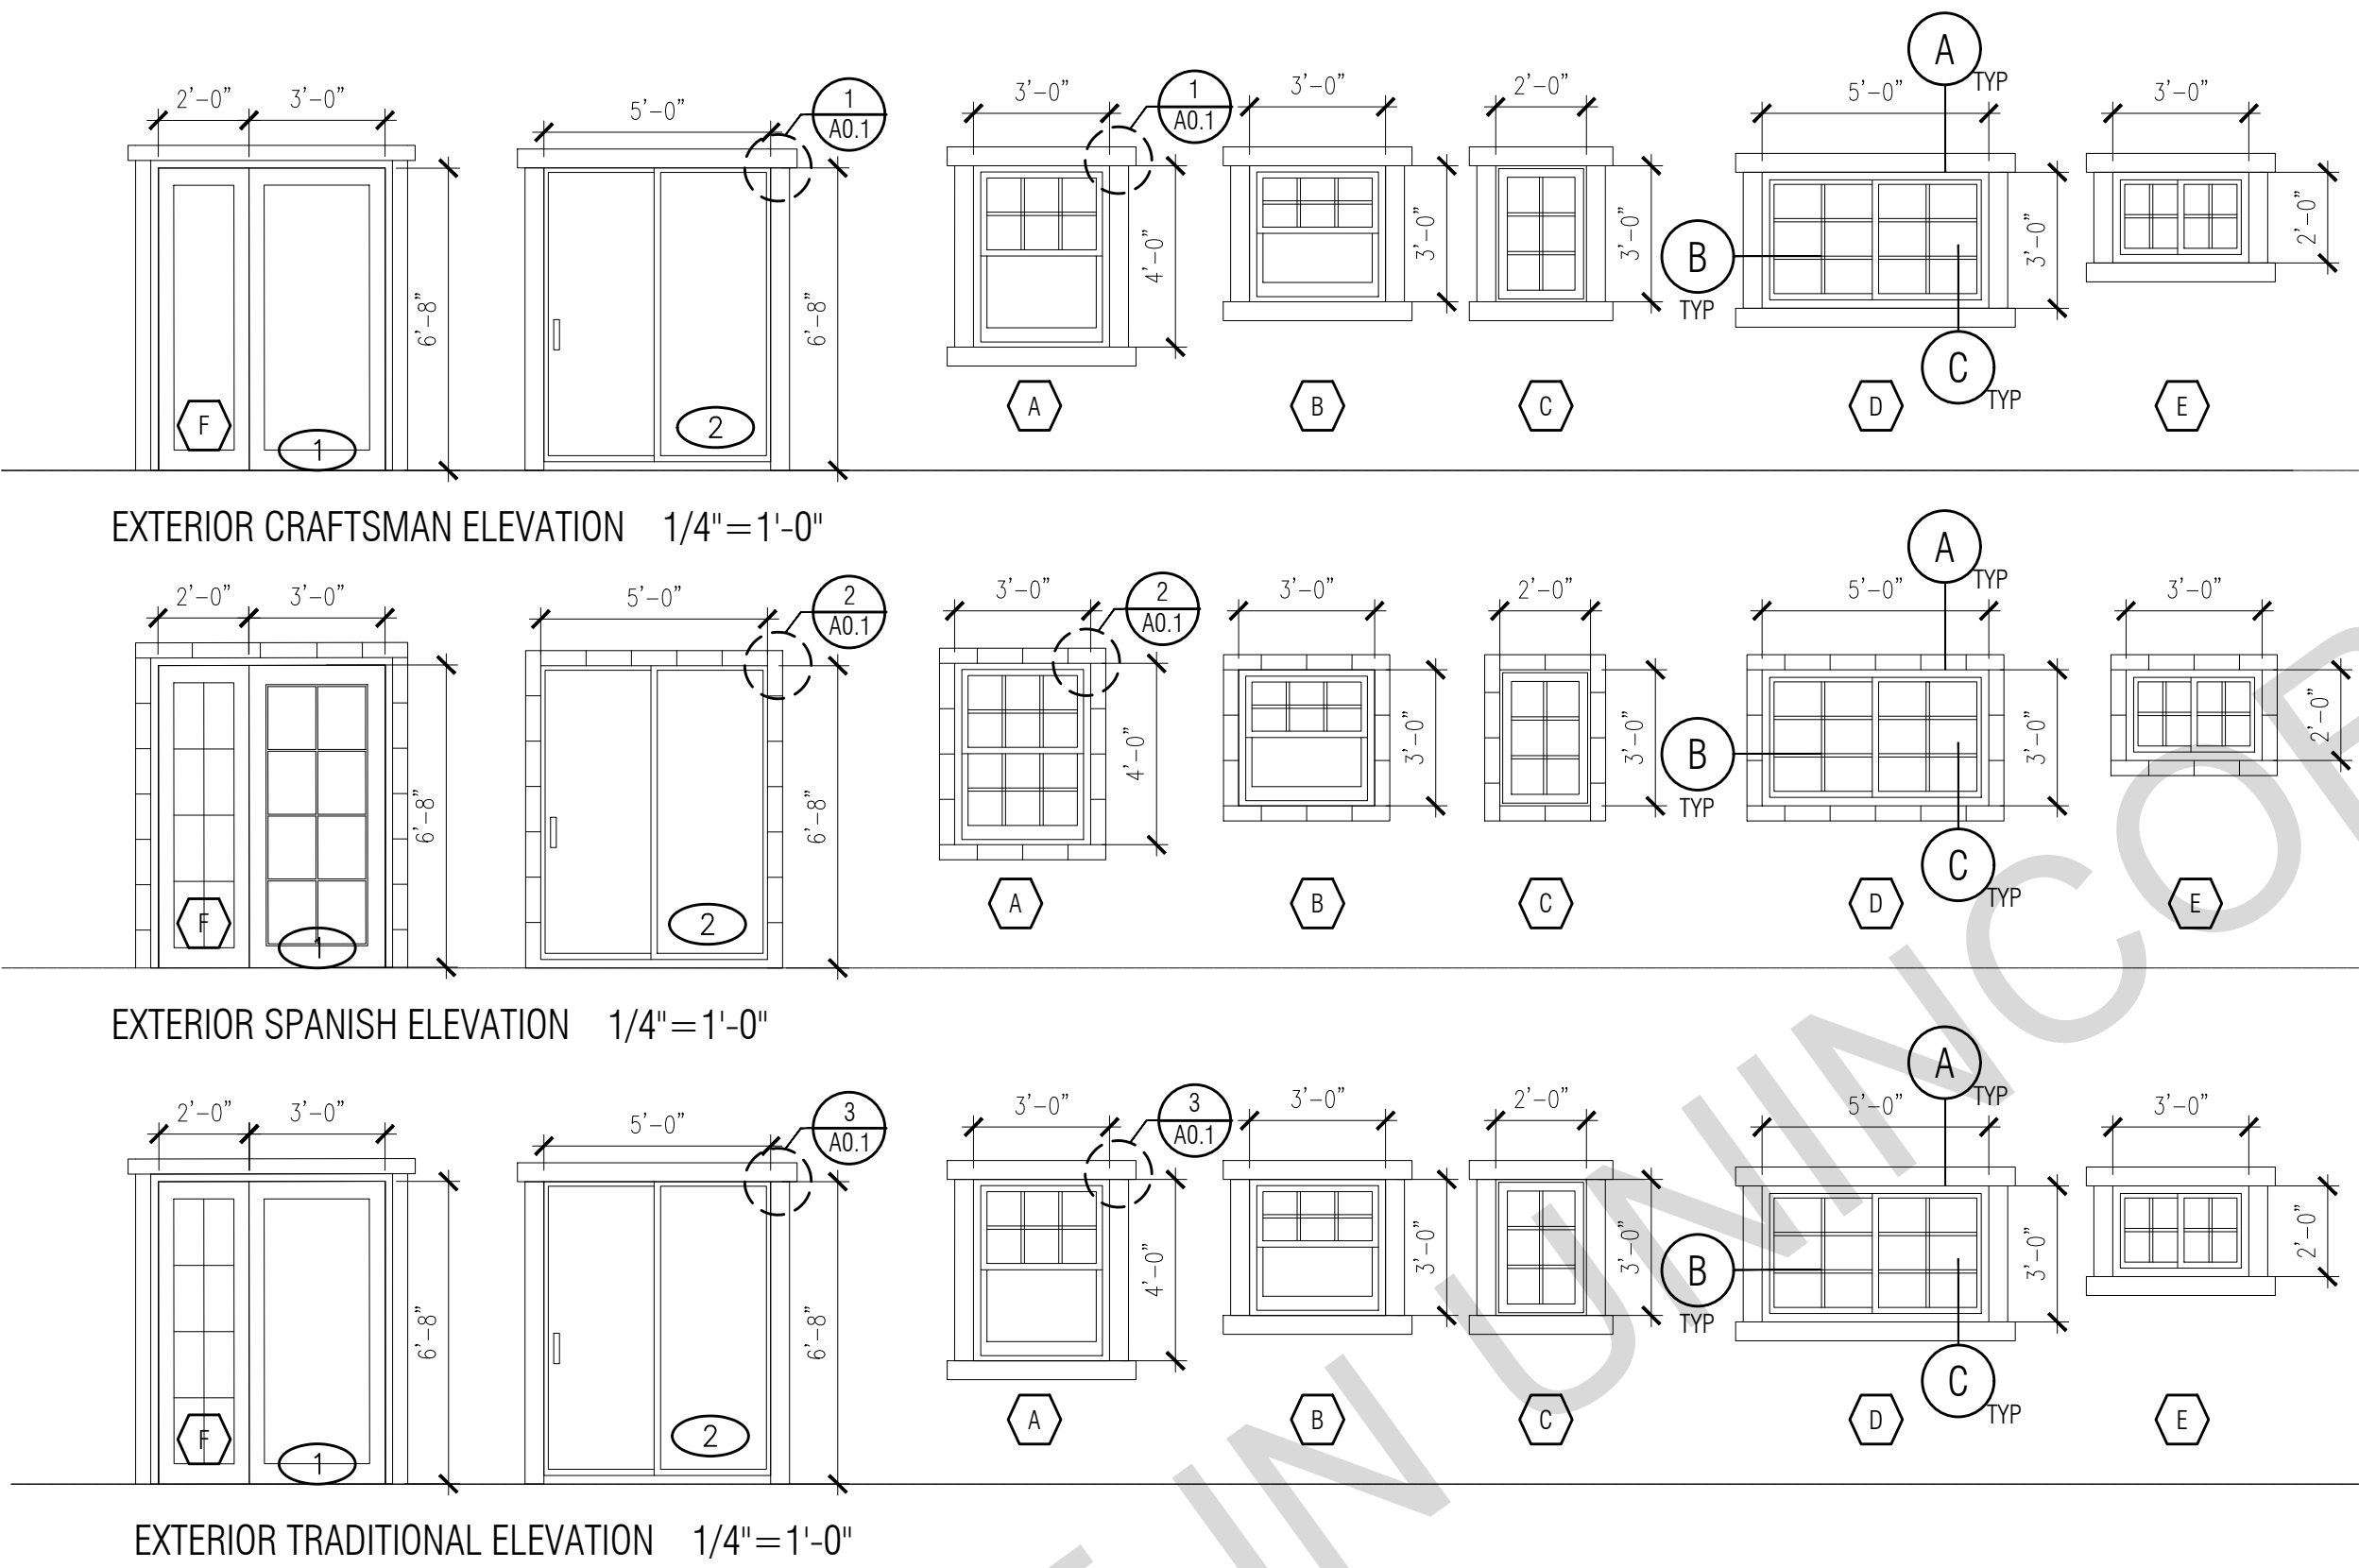 A
TYP
1
A0.1
1
A0.1
2'-0" 3'-0" 5'-0" 3'-0" 3'-0" 2'-0" 5'-0" 3'-0"
6'-8" 6'-8" 4'-0" 3'-0" 3'-0" 3'-0" 2'-0"
B
TYP
C
TYP
F 1 2 A B C D E
EXTERIOR CRAFTSMAN ELEVATION 1/4"=1'-0"
A
TYP
2
A0.1
2
A0.1
2'-0" 3'-0" 5'-0" 3'-0" 3'-0" 2'-0" 5'-0" 3'-0"
6'-8" 6'-8" 4'-0" 3'-0" 3'-0" 3'-0" 2'-0"
B
TYP
C
TYP
F 1 2 A B C D E
EXTERIOR SPANISH ELEVATION 1/4"=1'-0"
A
TYP
3
A0.1
3
A0.1
2'-0" 3'-0" 5'-0" 3'-0" 3'-0" 2'-0" 5'-0" 3'-0"
6'-8" 6'-8" 4'-0" 3'-0" 3'-0" 3'-0" 2'-0"
B
TYP
C
TYP
F 1 2 A B C D E
EXTERIOR TRADITIONAL ELEVATION 1/4"=1'-0"
IN